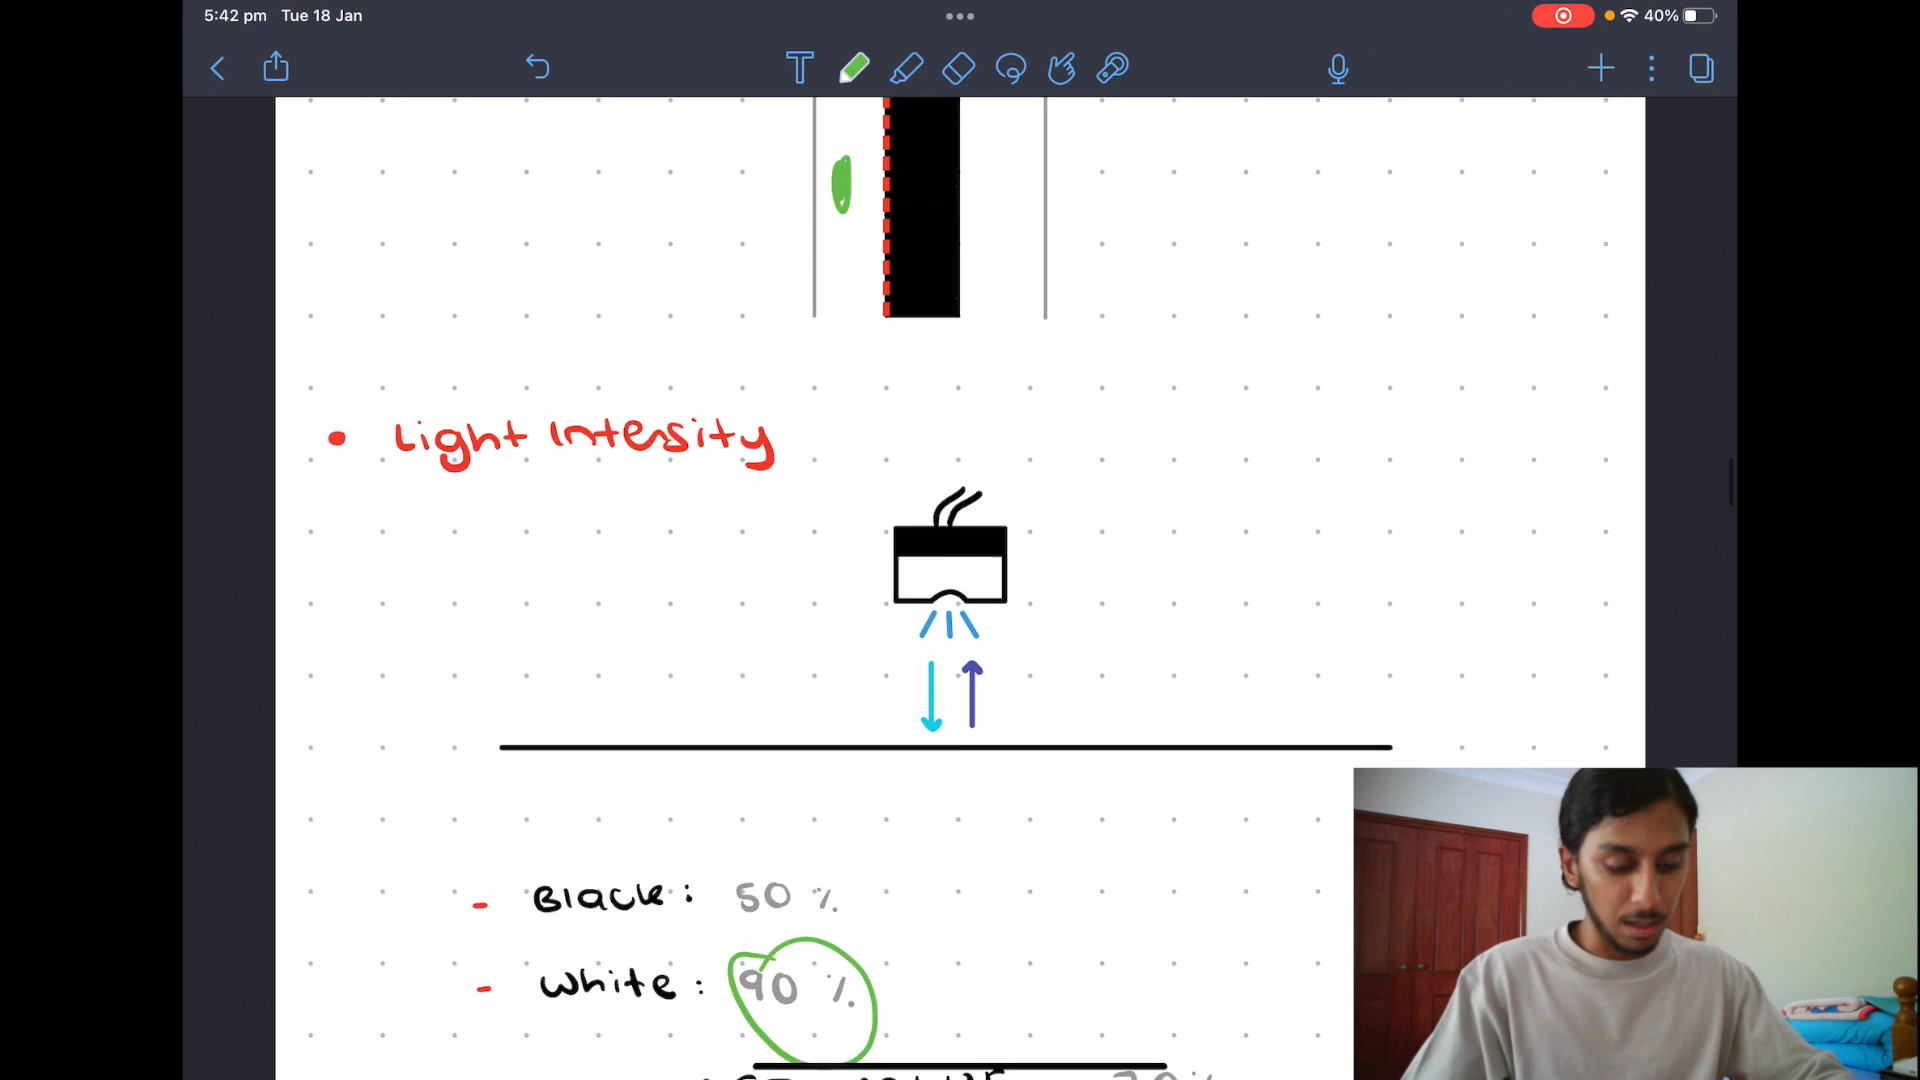 5:42 pm Tue 18 Jan
40%
T
• Light Intensity
- Black: 50 %
- White: 90 %